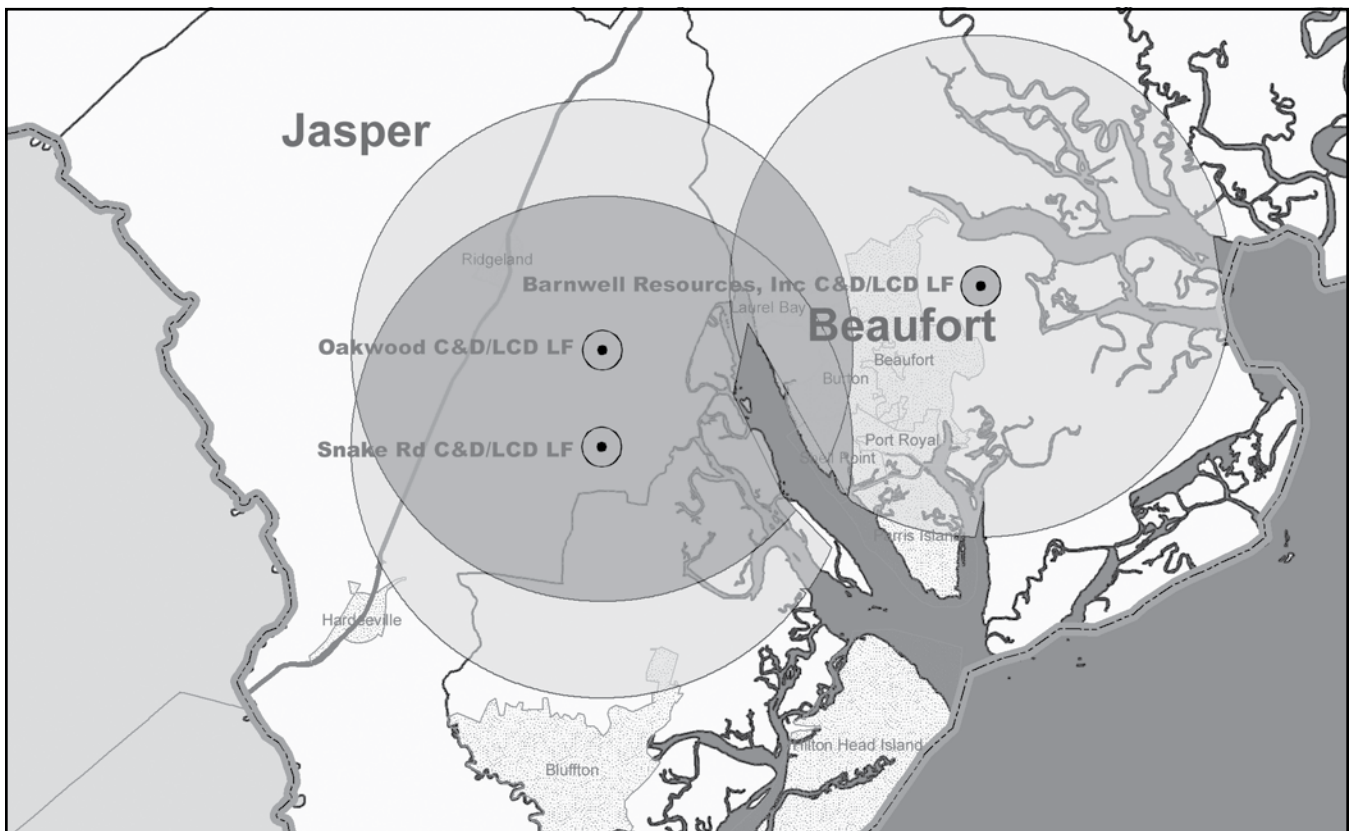 Jasper
Ridgeland
Barnwell Resources, Inc C&D/LCD LF
Laurel Bay
Beaufort
Oakwood C&D/LCD LF
Beaufort
Burton
Snake Rd C&D/LCD LF
Port Royal
Shell Point
Parris Island
Hardeeville
Hilton Head Island
Bluffton